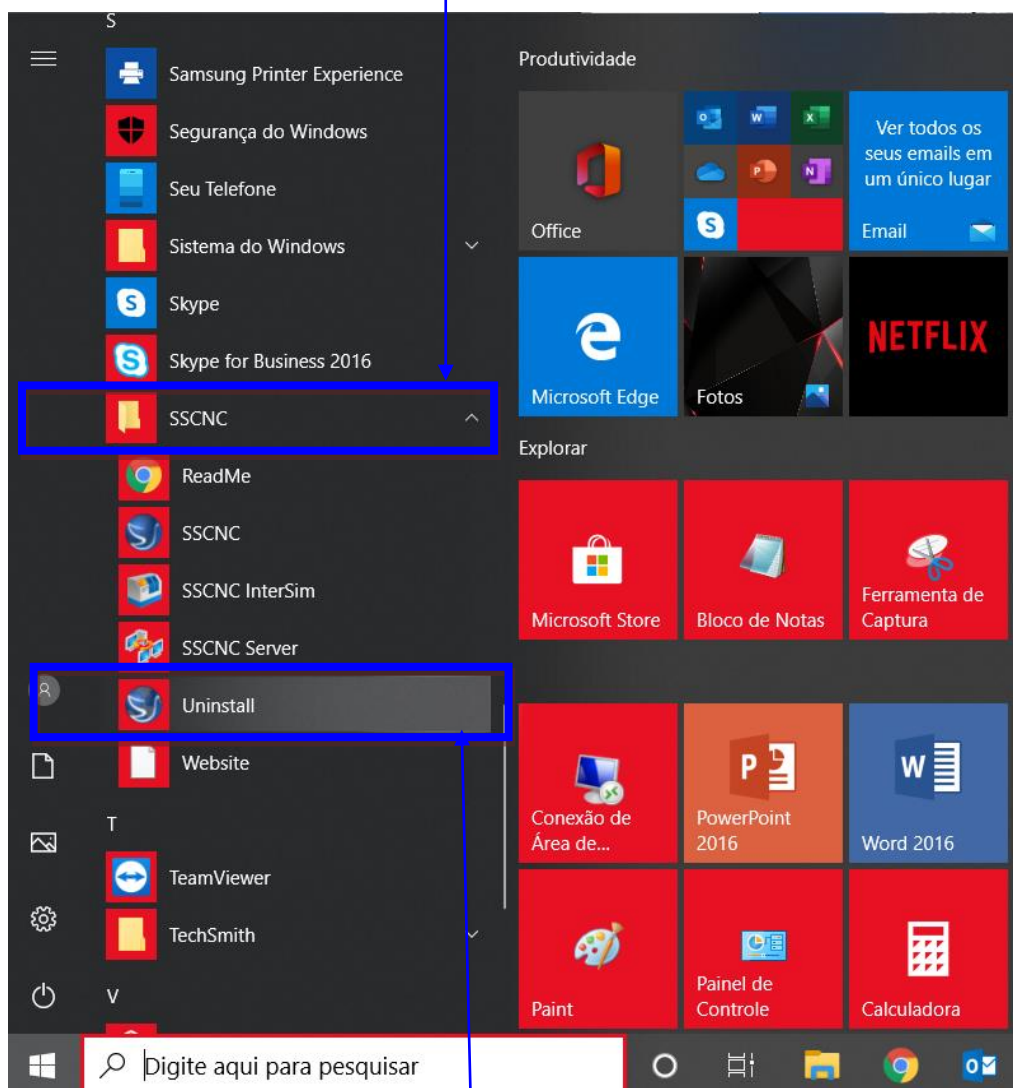 S
Samsung Printer Experience
Segurança do Windows
Seu Telefone
Sistema do Windows
Skype
Skype for Business 2016
SSCNC
ReadMe
SSCNC
SSCNC InterSim
SSCNC Server
Uninstall
Website
T
TeamViewer
TechSmith
V
Produtividade
Office
Ver todos os
seus emails em
um único lugar
Email
Microsoft Edge
Fotos
NETFLIX
Explorar
Microsoft Store
Bloco de Notas
Ferramenta de
Captura
Conexão de
Área de...
PowerPoint
2016
Word 2016
Paint
Painel de
Controle
Calculadora
Digite aqui para pesquisar